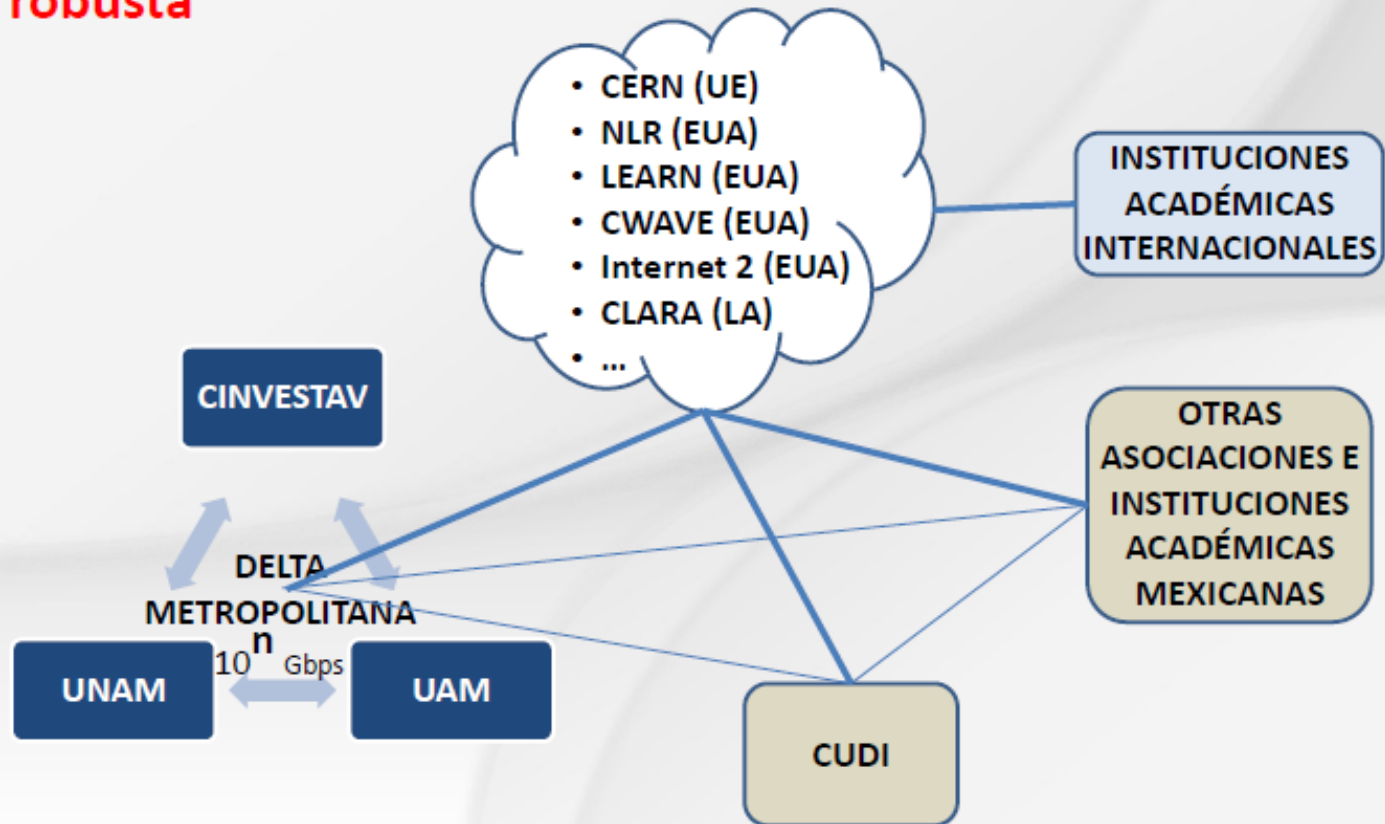 robusta
• CERN (UE)
• NLR (EUA)
• LEARN (EUA)
• CWAVE (EUA)
• Internet 2 (EUA)
• CLARA (LA)
• ...
INSTITUCIONES
ACADÉMICAS
INTERNACIONALES
CINVESTAV
OTRAS
ASOCIACIONES E
INSTITUCIONES
ACADÉMICAS
MEXICANAS
DELTA
METROPOLITANA
10 n Gbps
UNAM
UAM
CUDI